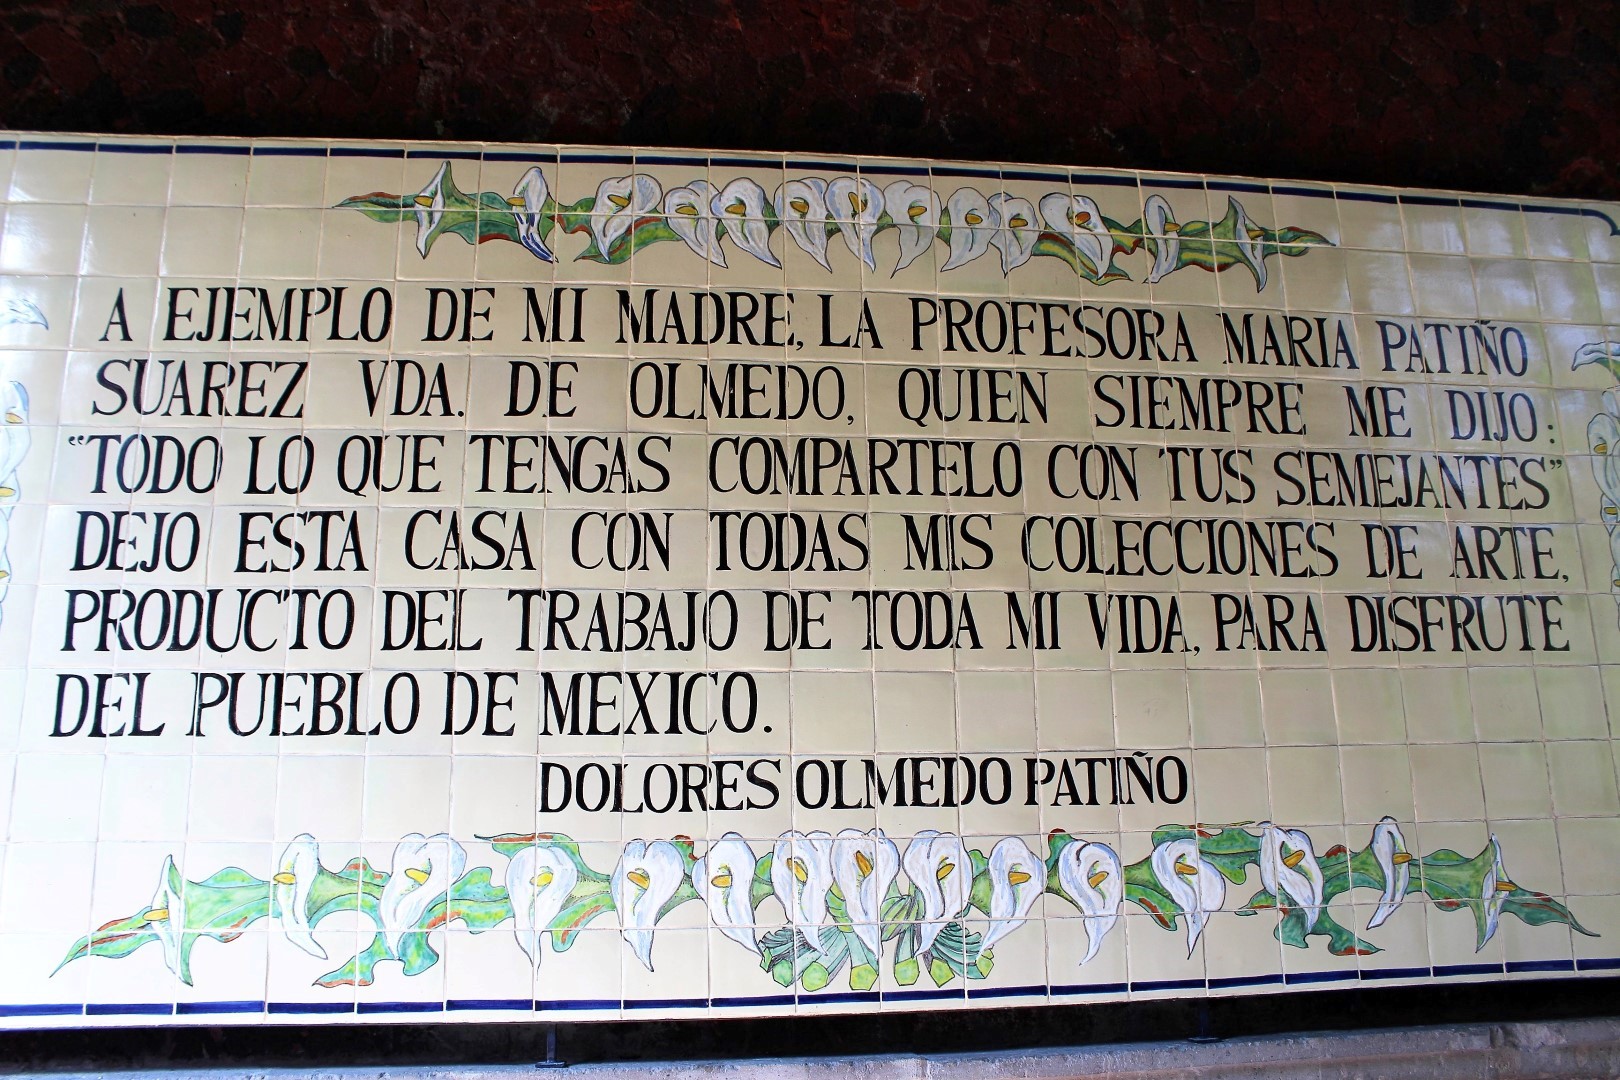 A EJEMPLO DE MI MADRE, LA PROFESORA MARIA PATIÑO
SUAREZ VDA. DE OLMEDO, QUIEN SIEMPRE ME DIJO:
“TODO LO QUE TENGAS COMPARTELO CON TUS SEMEJANTES”
DEJO ESTA CASA CON TODAS MIS COLECCIONES DE ARTE,
PRODUCTO DEL TRABAJO DE TODA MI VIDA, PARA DISFRUTE
DEL PUEBLO DE MEXICO.
DOLORES OLMEDO PATIÑO